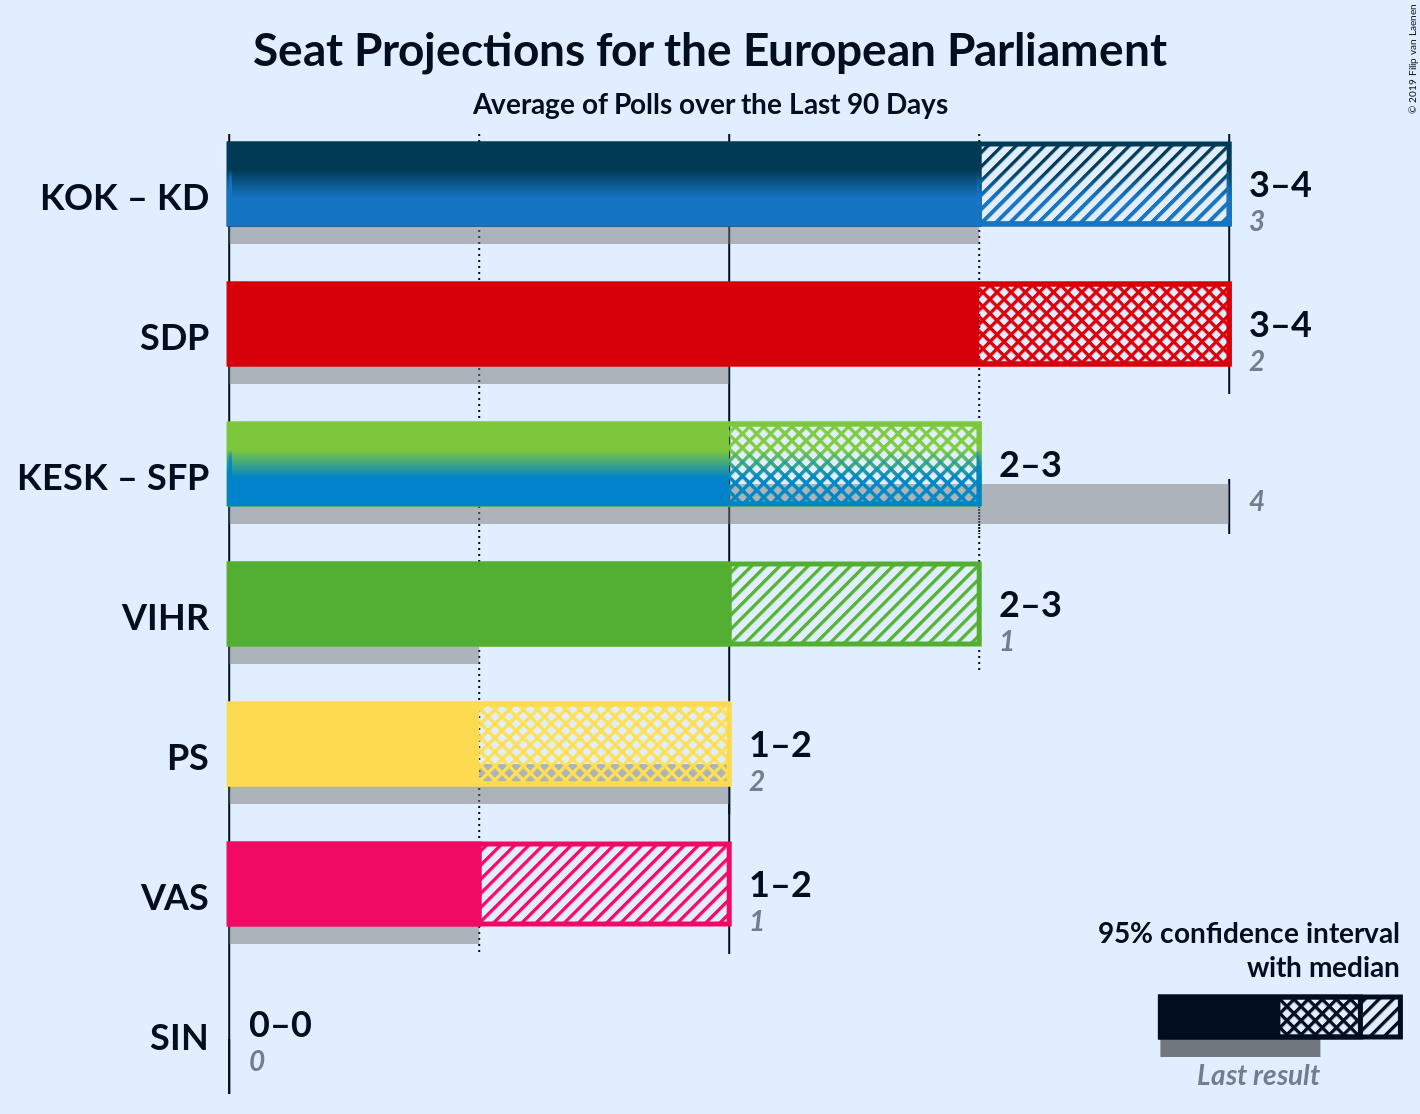 Seat Projections for the European Parliament
Average of Polls over the Last 90 Days
© 2019 Filip van Laenen
KOK – KD
3–4
3
SDP
3–4
2
KESK – SFP
2–3
4
VIHR
2–3
1
PS
1–2
2
VAS
1–2
1
SIN
0–0
0
95% confidence interval
with median
Last result